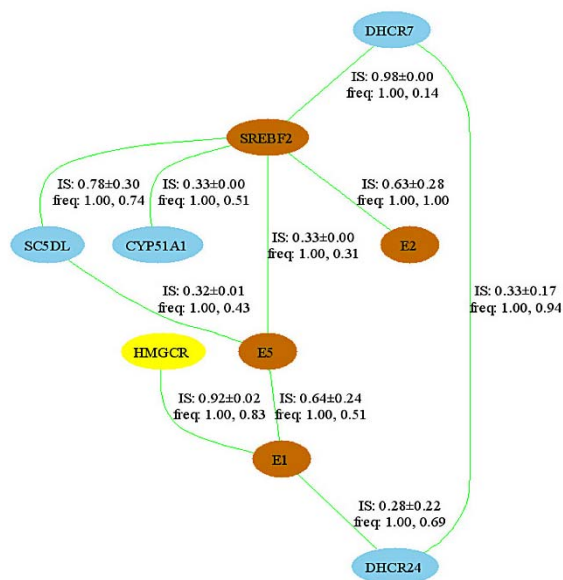 DHCR7
IS: 0.98±0.00
freq: 1.00, 0.14
SREBF2
IS: 0.78±0.30
freq: 1.00, 0.74
IS: 0.33±0.00
freq: 1.00, 0.51
IS: 0.63±0.28
freq: 1.00, 1.00
SC5DL
CYP51A1
IS: 0.33±0.00
freq: 1.00, 0.31
E2
IS: 0.32±0.01
freq: 1.00, 0.43
IS: 0.33±0.17
freq: 1.00, 0.94
HMGCR
E5
IS: 0.92±0.02
freq: 1.00, 0.83
IS: 0.64±0.24
freq: 1.00, 0.51
E1
IS: 0.28±0.22
freq: 1.00, 0.69
DHCR24